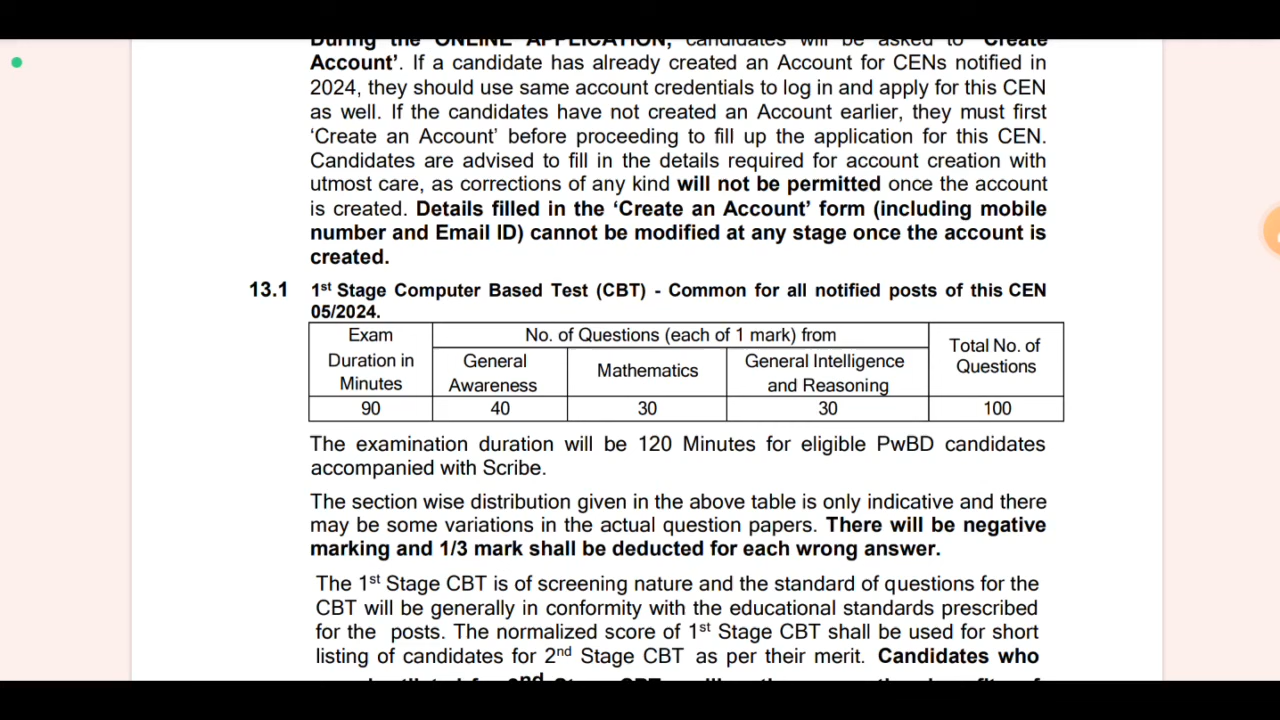 During the ONLINE APPLICATION, candidates will be asked to 'Create
Account'. If a candidate has already created an Account for CENs notified in
2024, they should use same account credentials to log in and apply for this CEN
as well. If the candidates have not created an Account earlier, they must first
‘Create an Account’ before proceeding to fill up the application for this CEN.
Candidates are advised to fill in the details required for account creation with
utmost care, as corrections of any kind will not be permitted once the account
is created. Details filled in the ‘Create an Account’ form (including mobile
number and Email ID) cannot be modified at any stage once the account is
created.
13.1 1st Stage Computer Based Test (CBT) - Common for all notified posts of this CEN
05/2024.
Exam Duration in Minutes
No. of Questions (each of 1 mark) from
Total No. of Questions
General Awareness
Mathematics
General Intelligence and Reasoning
90 40 30 30 100
The examination duration will be 120 Minutes for eligible PwBD candidates
accompanied with Scribe.
The section wise distribution given in the above table is only indicative and there
may be some variations in the actual question papers. There will be negative
marking and 1/3 mark shall be deducted for each wrong answer.
The 1st Stage CBT is of screening nature and the standard of questions for the
CBT will be generally in conformity with the educational standards prescribed
for the posts. The normalized score of 1st Stage CBT shall be used for short
listing of candidates for 2nd Stage CBT as per their merit. Candidates who